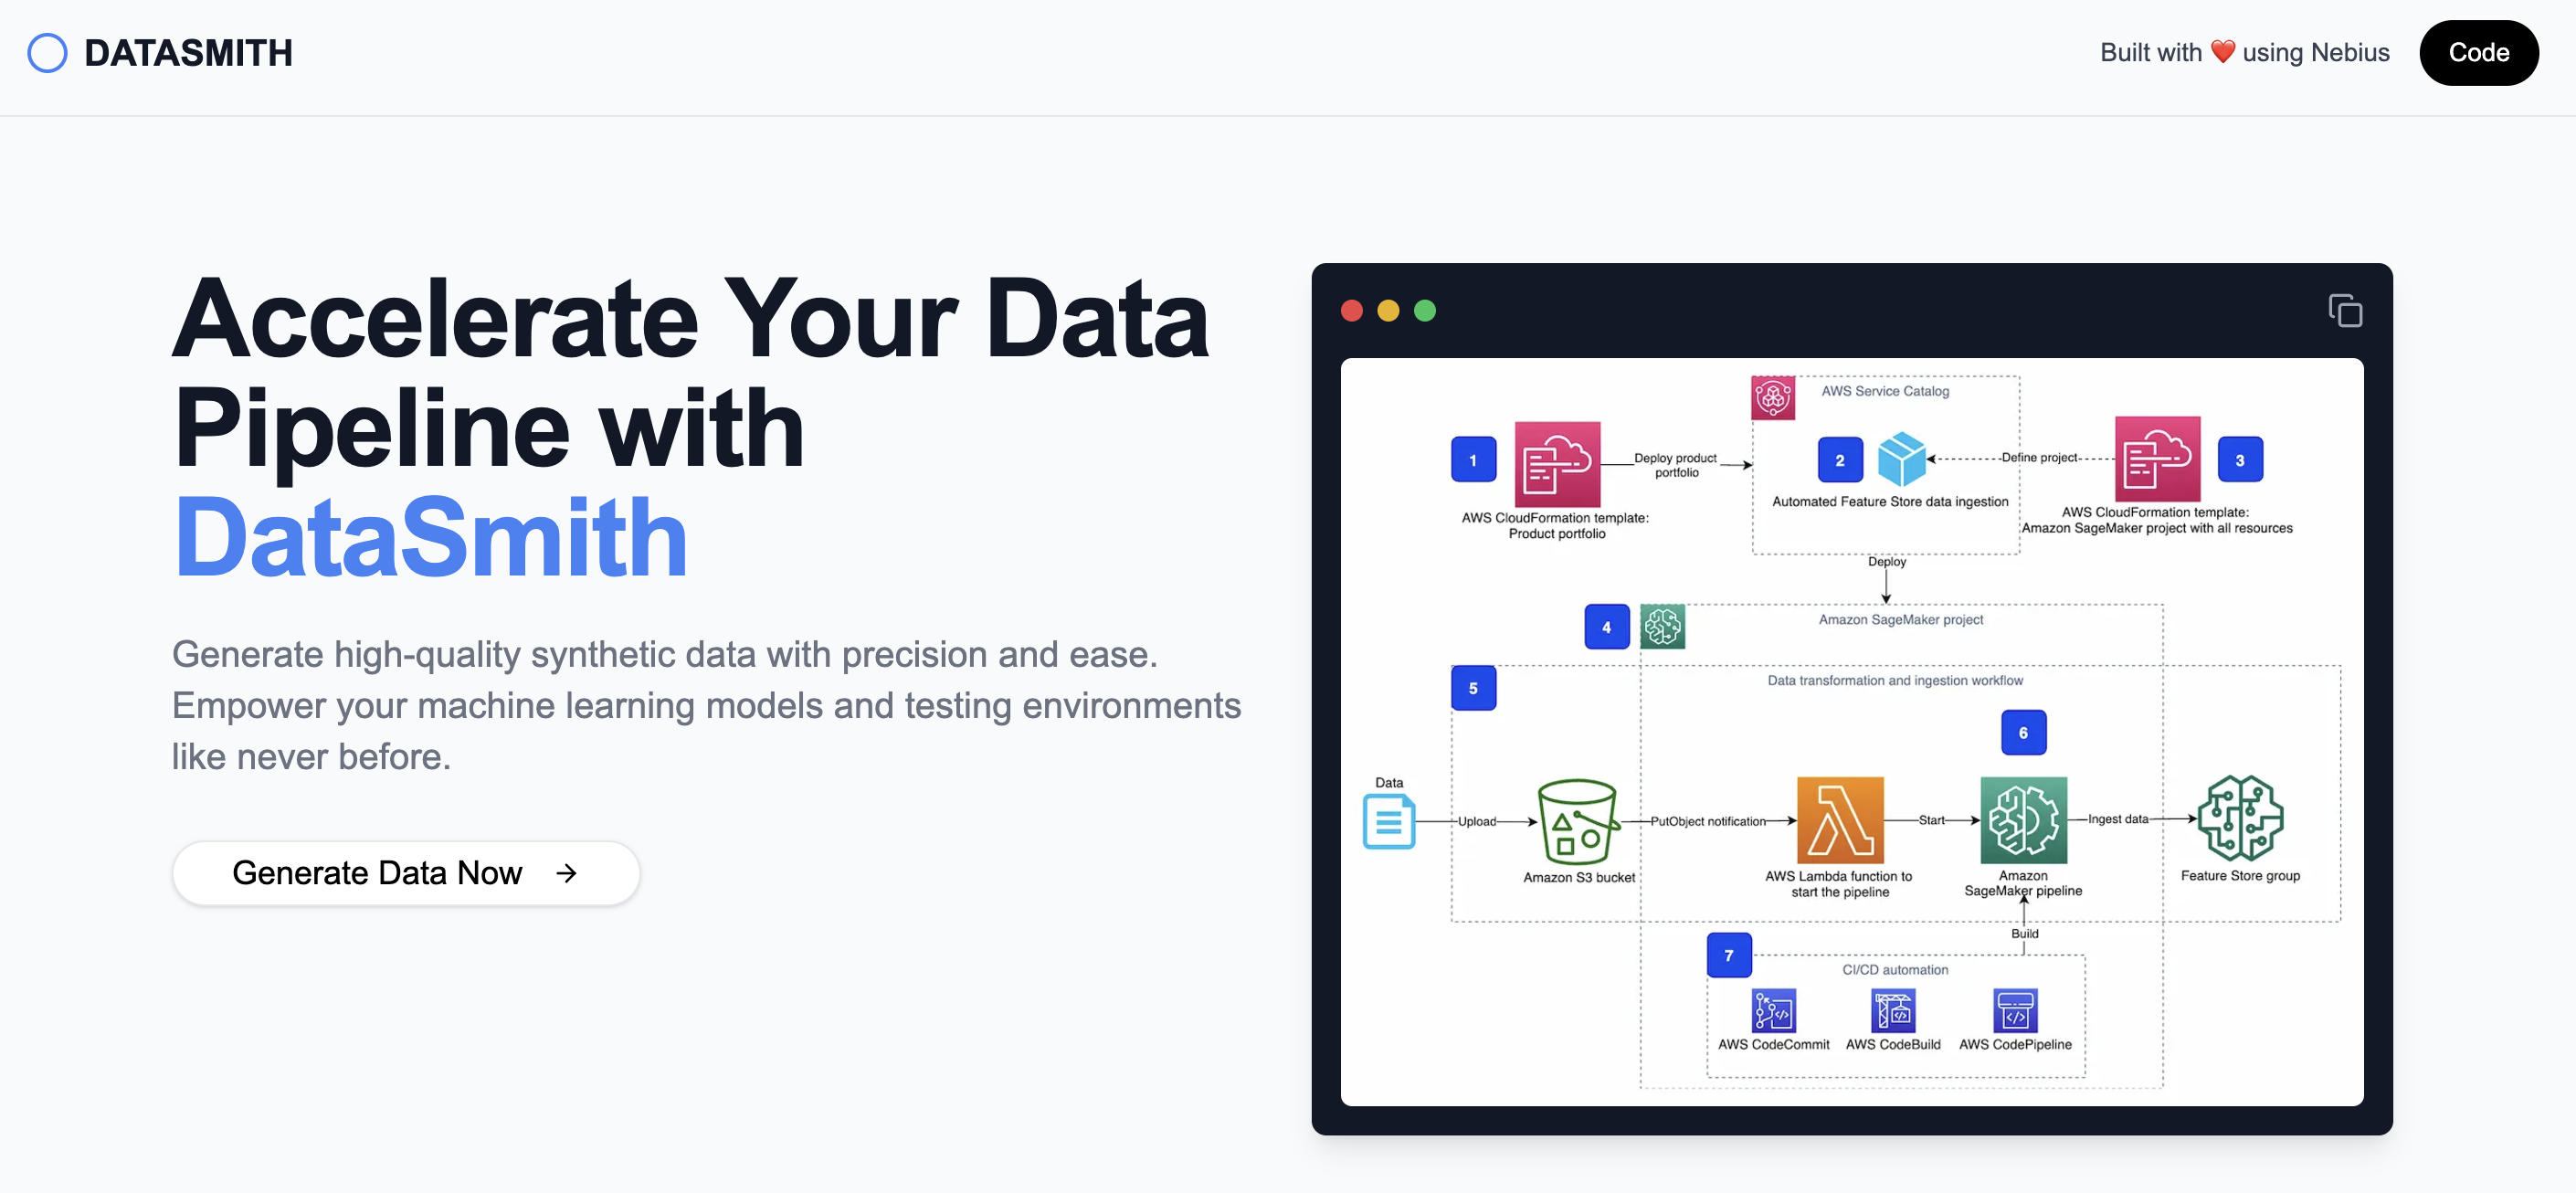 DATASMITH
Built with ❤️ using Nebius
Code
Accelerate Your Data
Pipeline with
DataSmith
Generate high-quality synthetic data with precision and ease.
Empower your machine learning models and testing environments
like never before.
Generate Data Now →
AWS Service Catalog
1
Deploy product
portfolio
2
Define project
3
Automated Feature Store data ingestion
AWS CloudFormation template:
Product portfolio
AWS CloudFormation template:
Amazon SageMaker project with all resources
Deploy
4
Amazon SageMaker project
5
Data transformation and ingestion workflow
6
Data
Upload
PutObject notification
Start
Ingest data
Amazon S3 bucket
AWS Lambda function to
start the pipeline
Amazon
SageMaker pipeline
Feature Store group
Build
7
CI/CD automation
AWS CodeCommit
AWS CodeBuild
AWS CodePipeline